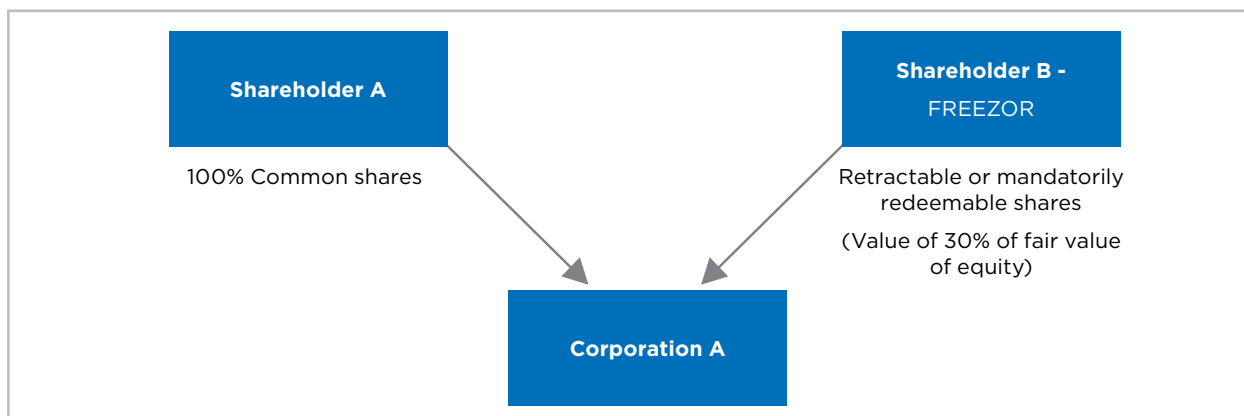 Shareholder A
Shareholder B -
FREEZOR
100% Common shares
Retractable or mandatorily
redeemable shares
(Value of 30% of fair value
of equity)
Corporation A